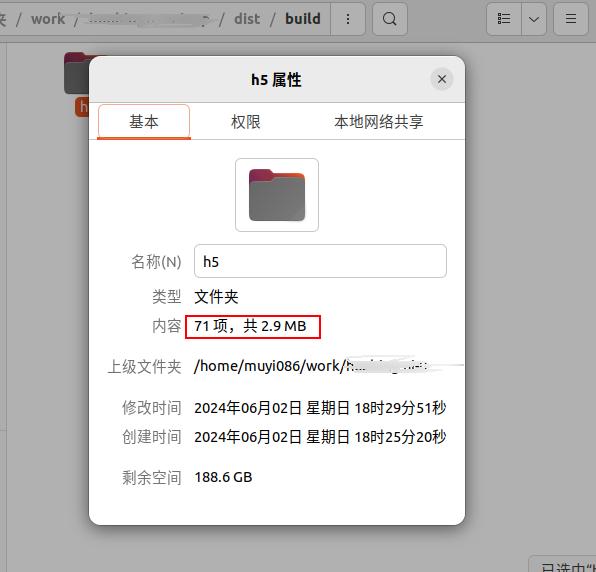 / work / / dist / build
h5 属性
基本 权限 本地网络共享
名称(N) h5
类型 文件夹
内容 71 项，共 2.9 MB
上级文件夹 /home/muyi086/work/
修改时间 2024年06月02日 星期日 18时29分51秒
创建时间 2024年06月02日 星期日 18时25分20秒
剩余空间 188.6 GB
已选中